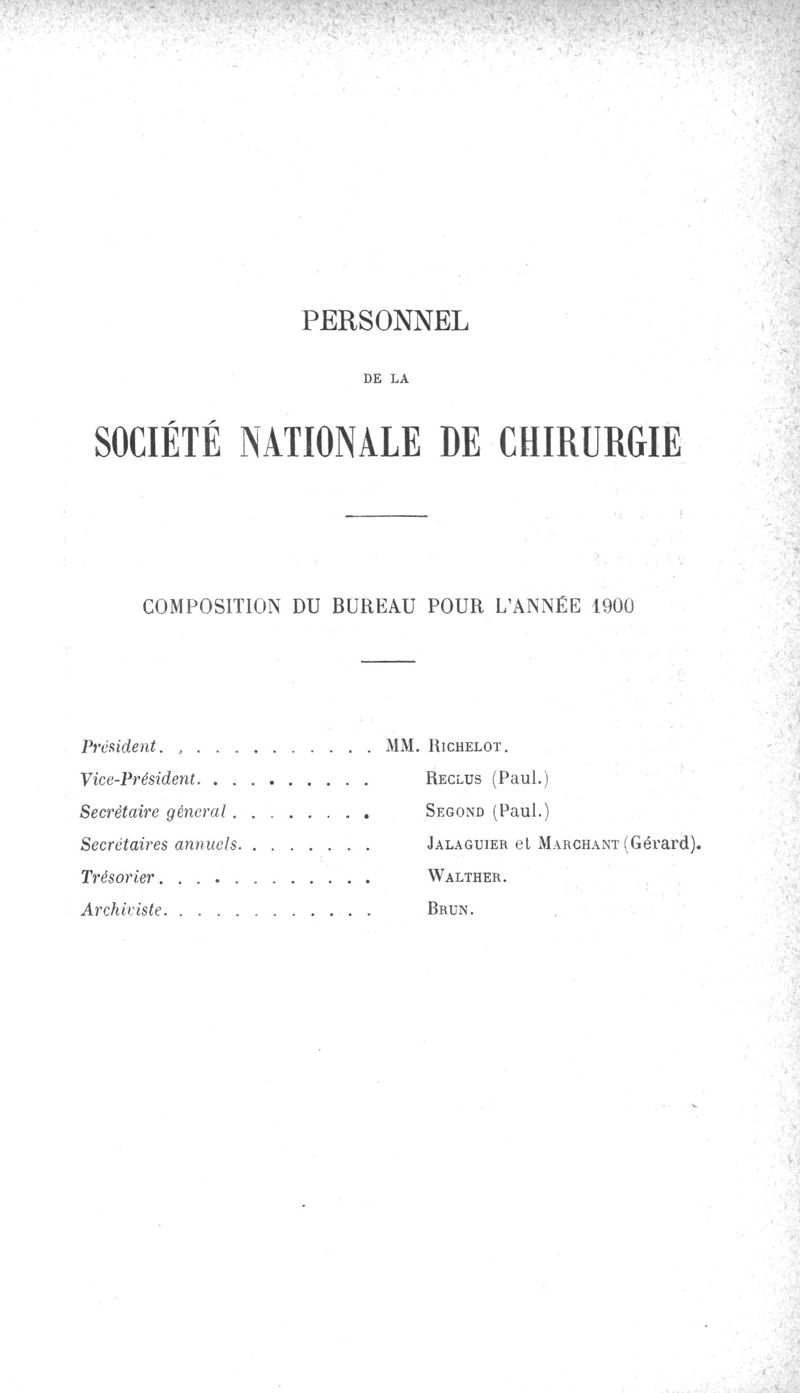 PERSONNEL
DE LA
SOCIÉTÉ NATIONALE DE CHIRURGIE
COMPOSITION DU BUREAU POUR L'ANNÉE 1900
Président. . . . . . . . . . . . MM. RICHELOT.
Vice-Président. . . . . . . . . . RECLUS (Paul.)
Secrétaire géneral . . . . . . . . SEGOND (Paul.)
Secrétaires annuels. . . . . . . . JALAGUIER et MARCHANT (Gérard).
Trésorier. . . . . . . . . . . . WALTHER.
Archiviste. . . . . . . . . . . . BRUN.